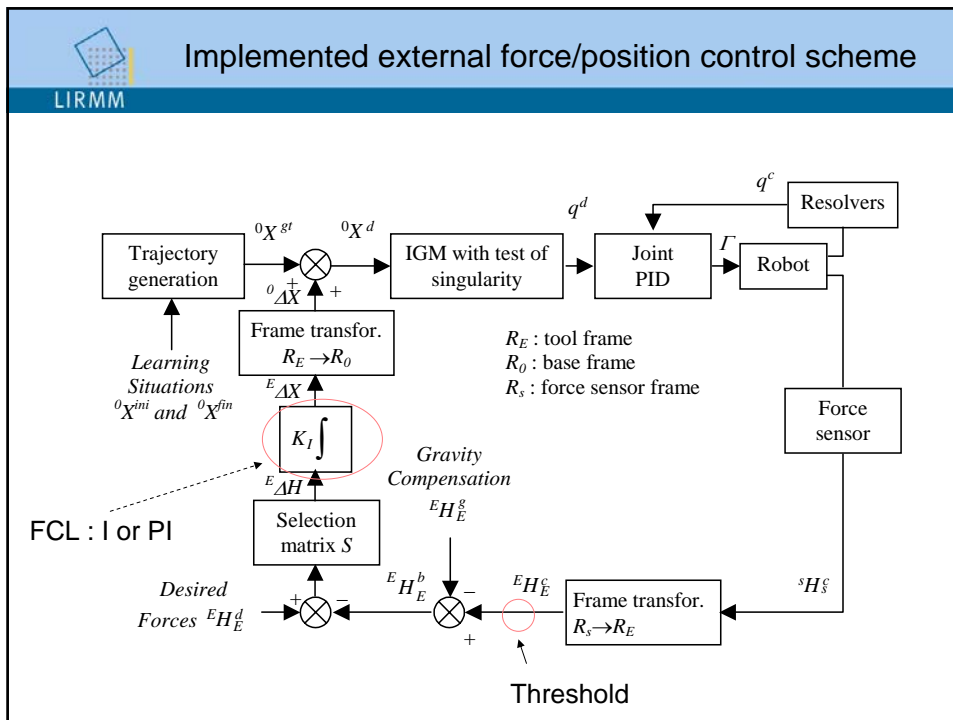 Implemented external force/position control scheme
LIRMM
q^c
Resolvers
^0X^{gt}
^0X^d
q^d
Γ
Trajectory
generation
+
+
IGM with test of
singularity
Joint
PID
Robot
^0ΔX
Frame transfor.
R_E → R_0
R_E : tool frame
R_0 : base frame
R_s : force sensor frame
Learning
Situations
^0X^{ini} and ^0X^{fin}
^EΔX
K_I ∫
Force
sensor
Gravity
Compensation
^EH_E^g
^EΔH
FCL : I or PI
Selection
matrix S
Desired
Forces ^EH_E^d
+
−
^EH_E^b
−
+
^EH_E^c
Frame transfor.
R_s → R_E
^sH_s^c
Threshold